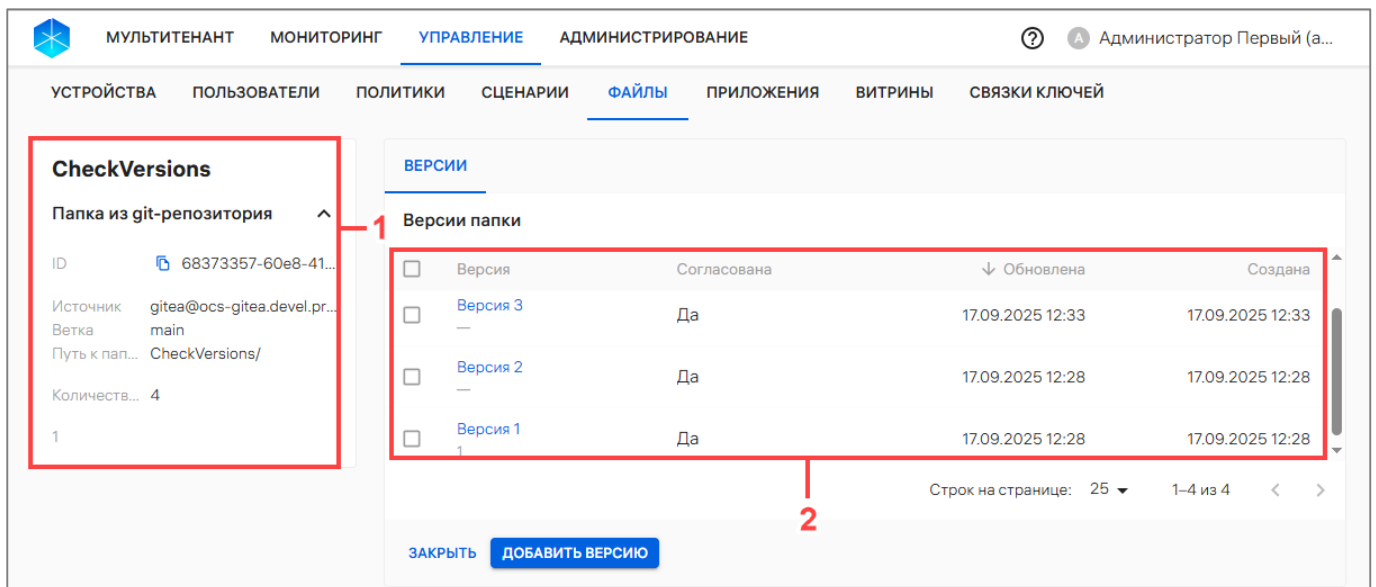 МУЛЬТИТЕНАНТ МОНИТОРИНГ УПРАВЛЕНИЕ АДМИНИСТРИРОВАНИЕ А Администратор Первый (а...
УСТРОЙСТВА ПОЛЬЗОВАТЕЛИ ПОЛИТИКИ СЦЕНАРИИ ФАЙЛЫ ПРИЛОЖЕНИЯ ВИТРИНЫ СВЯЗКИ КЛЮЧЕЙ
CheckVersions
Папка из git-репозитория
ID 68373357-60e8-41...
Источник gitea@ocs-gitea.devel.pr...
Ветка main
Путь к пап... CheckVersions/
Количеств... 4
1
1
ВЕРСИИ
Версии папки
Версия Согласована Обновлена Создана
Версия 3 Да 17.09.2025 12:33 17.09.2025 12:33
—
Версия 2 Да 17.09.2025 12:28 17.09.2025 12:28
—
Версия 1 Да 17.09.2025 12:28 17.09.2025 12:28
1
Строк на странице: 25 1–4 из 4
2
ЗАКРЫТЬ ДОБАВИТЬ ВЕРСИЮ